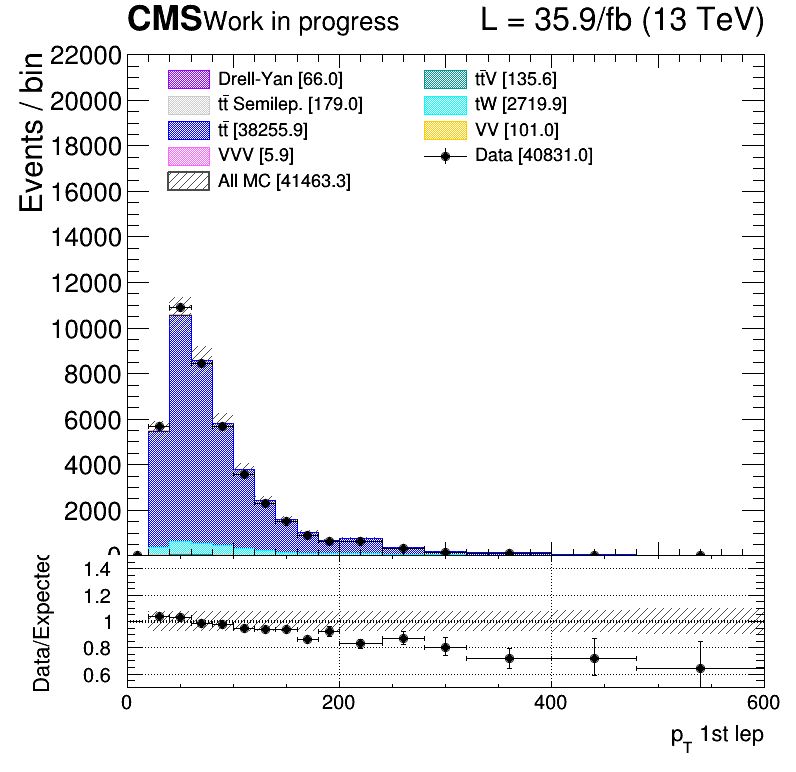 CMS Work in progress L = 35.9/fb (13 TeV)
Events / bin
22000
20000
18000
16000
14000
12000
10000
8000
6000
4000
2000
0
Drell-Yan [66.0]
tt̄ Semilep. [179.0]
tt̄ [38255.9]
VVV [5.9]
All MC [41463.3]
tt̄V [135.6]
tW [2719.9]
VV [101.0]
Data [40831.0]
Data/Expected
1.4
1.2
1
0.8
0.6
0 200 400 600
p_T 1st lep